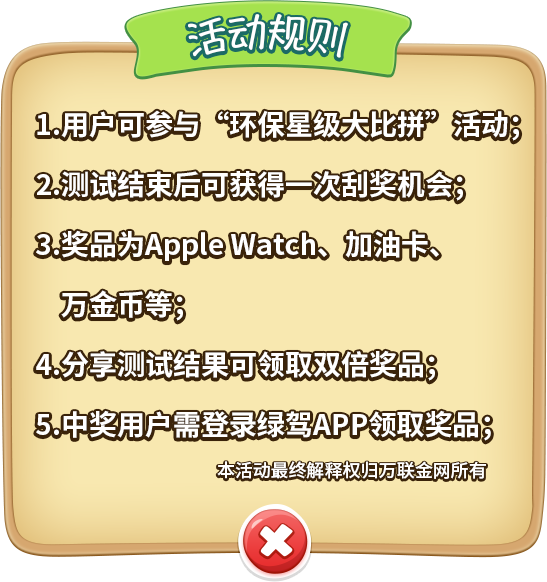 活动规则
1.用户可参与“环保星级大比拼”活动；
2.测试结束后可获得一次刮奖机会；
3.奖品为Apple Watch、加油卡、
万金币等；
4.分享测试结果可领取双倍奖品；
5.中奖用户需登录绿驾APP领取奖品；
本活动最终解释权归万联金网所有